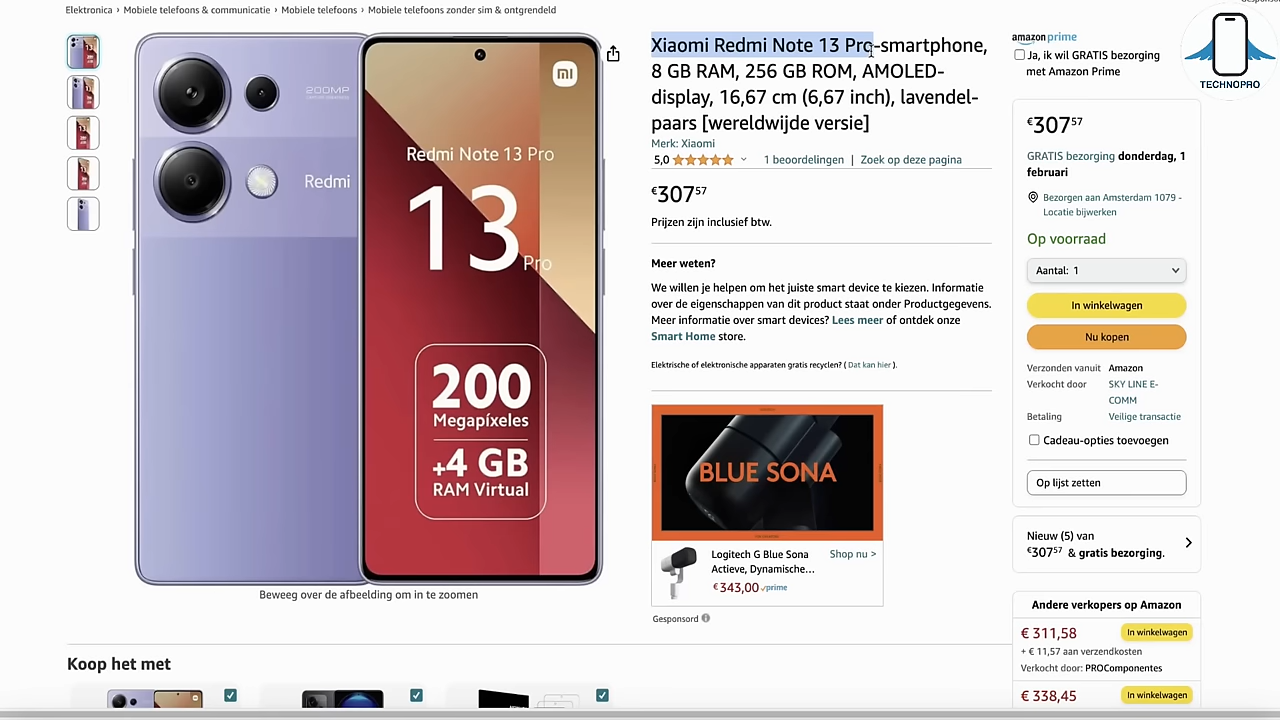 Elektronica › Mobiele telefoons & communicatie › Mobiele telefoons › Mobiele telefoons zonder sim & ontgrendeld
200MP
Redmi
mi
Redmi Note 13 Pro
13
Pro
200
Megapíxeles
+4 GB
RAM Virtual
Beweeg over de afbeelding om in te zoomen
Xiaomi Redmi Note 13 Pro-smartphone,
8 GB RAM, 256 GB ROM, AMOLED-
display, 16,67 cm (6,67 inch), lavendel-
paars [wereldwijde versie]
Merk: Xiaomi
5,0 1 beoordelingen | Zoek op deze pagina
€307⁵⁷
Prijzen zijn inclusief btw.
Meer weten?
We willen je helpen om het juiste smart device te kiezen. Informatie
over de eigenschappen van dit product staat onder Productgegevens.
Meer informatie over smart devices? Lees meer of ontdek onze
Smart Home store.
Elektrische of elektronische apparaten gratis recyclen? ( Dat kan hier ).
BLUE SONA
Logitech G Blue Sona
Actieve, Dynamische...
Shop nu >
€343,00 prime
Gesponsord
amazon prime
Ja, ik wil GRATIS bezorging
met Amazon Prime
TECHNOPRO
€307⁵⁷
GRATIS bezorging donderdag, 1
februari
Bezorgen aan Amsterdam 1079 -
Locatie bijwerken
Op voorraad
Aantal: 1
In winkelwagen
Nu kopen
Verzonden vanuit Amazon
Verkocht door SKY LINE E-
COMM
Betaling Veilige transactie
Cadeau-opties toevoegen
Op lijst zetten
Nieuw (5) van
€307⁵⁷ & gratis bezorging.
Andere verkopers op Amazon
€ 311,58 In winkelwagen
+ € 11,57 aan verzendkosten
Verkocht door: PROComponentes
€ 338,45 In winkelwagen
Koop het met